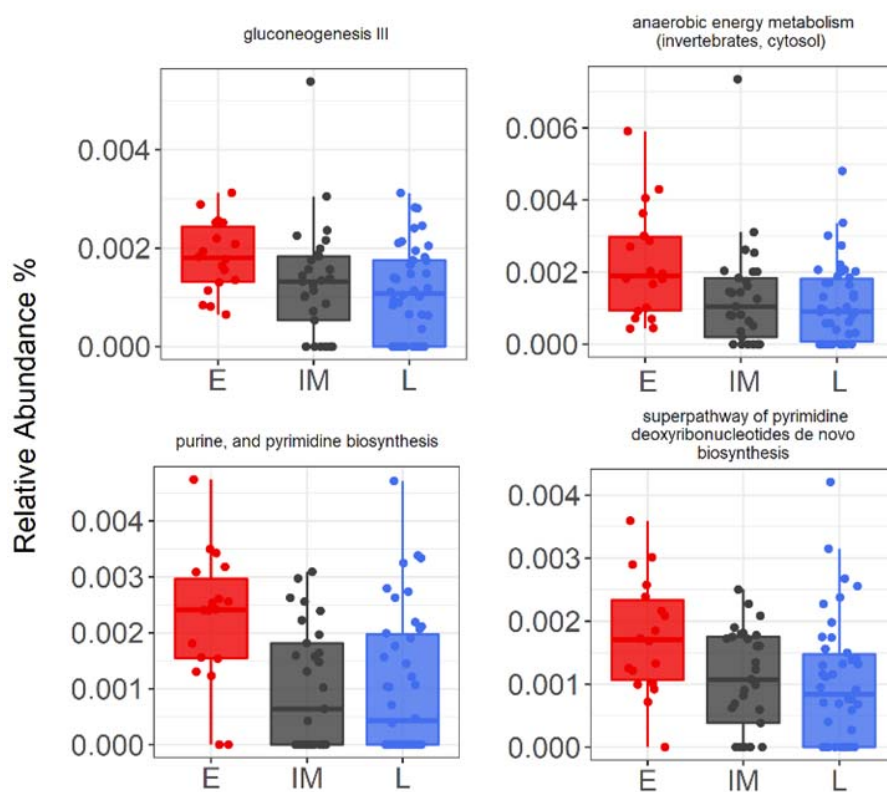 gluconeogenesis III
0.004
0.002
0.000
E IM L
anaerobic energy metabolism
(invertebrates, cytosol)
0.006
0.004
0.002
0.000
E IM L
Relative Abundance %
purine, and pyrimidine biosynthesis
0.004
0.003
0.002
0.001
0.000
E IM L
superpathway of pyrimidine
deoxyribonucleotides de novo
biosynthesis
0.004
0.003
0.002
0.001
0.000
E IM L